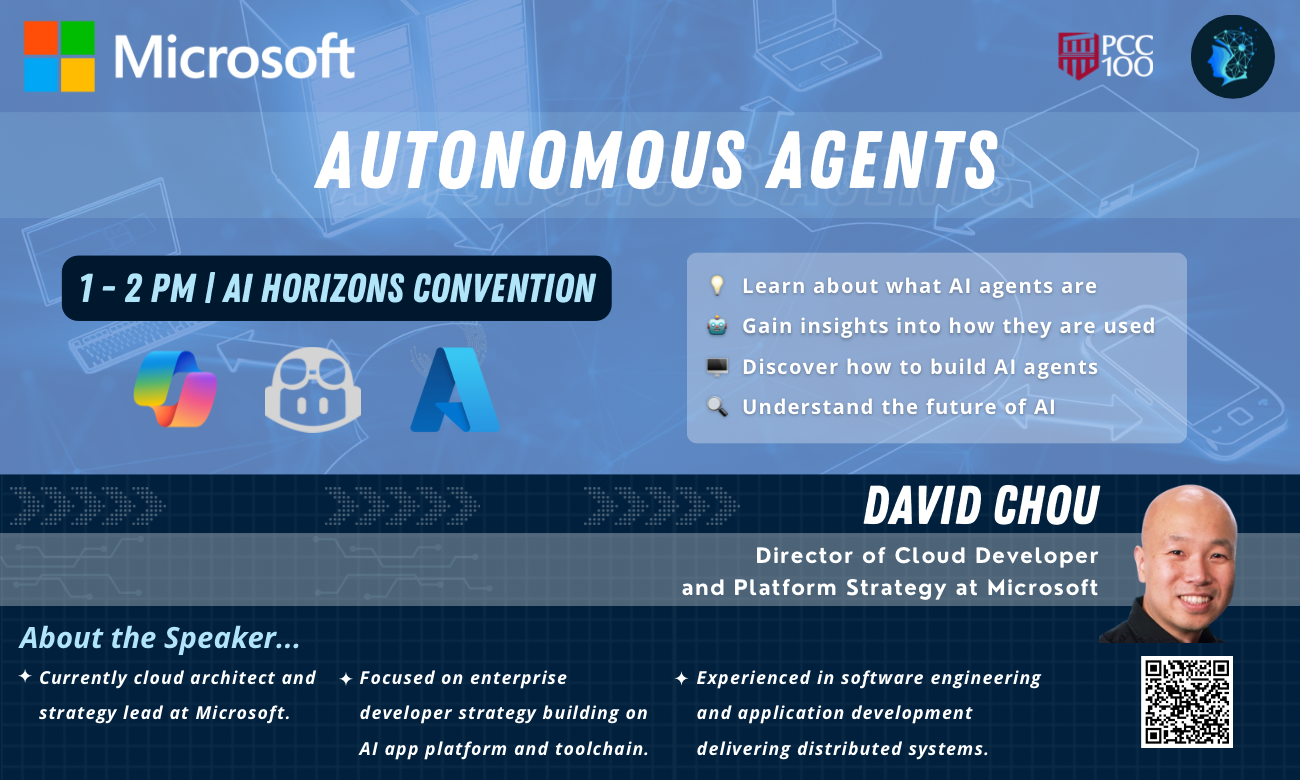 Microsoft
PCC
100
AUTONOMOUS AGENTS
1 - 2 PM | AI HORIZONS CONVENTION
Learn about what AI agents are
Gain insights into how they are used
Discover how to build AI agents
Understand the future of AI
DAVID CHOU
Director of Cloud Developer
and Platform Strategy at Microsoft
About the Speaker...
Currently cloud architect and
strategy lead at Microsoft.
Focused on enterprise
developer strategy building on
AI app platform and toolchain.
Experienced in software engineering
and application development
delivering distributed systems.